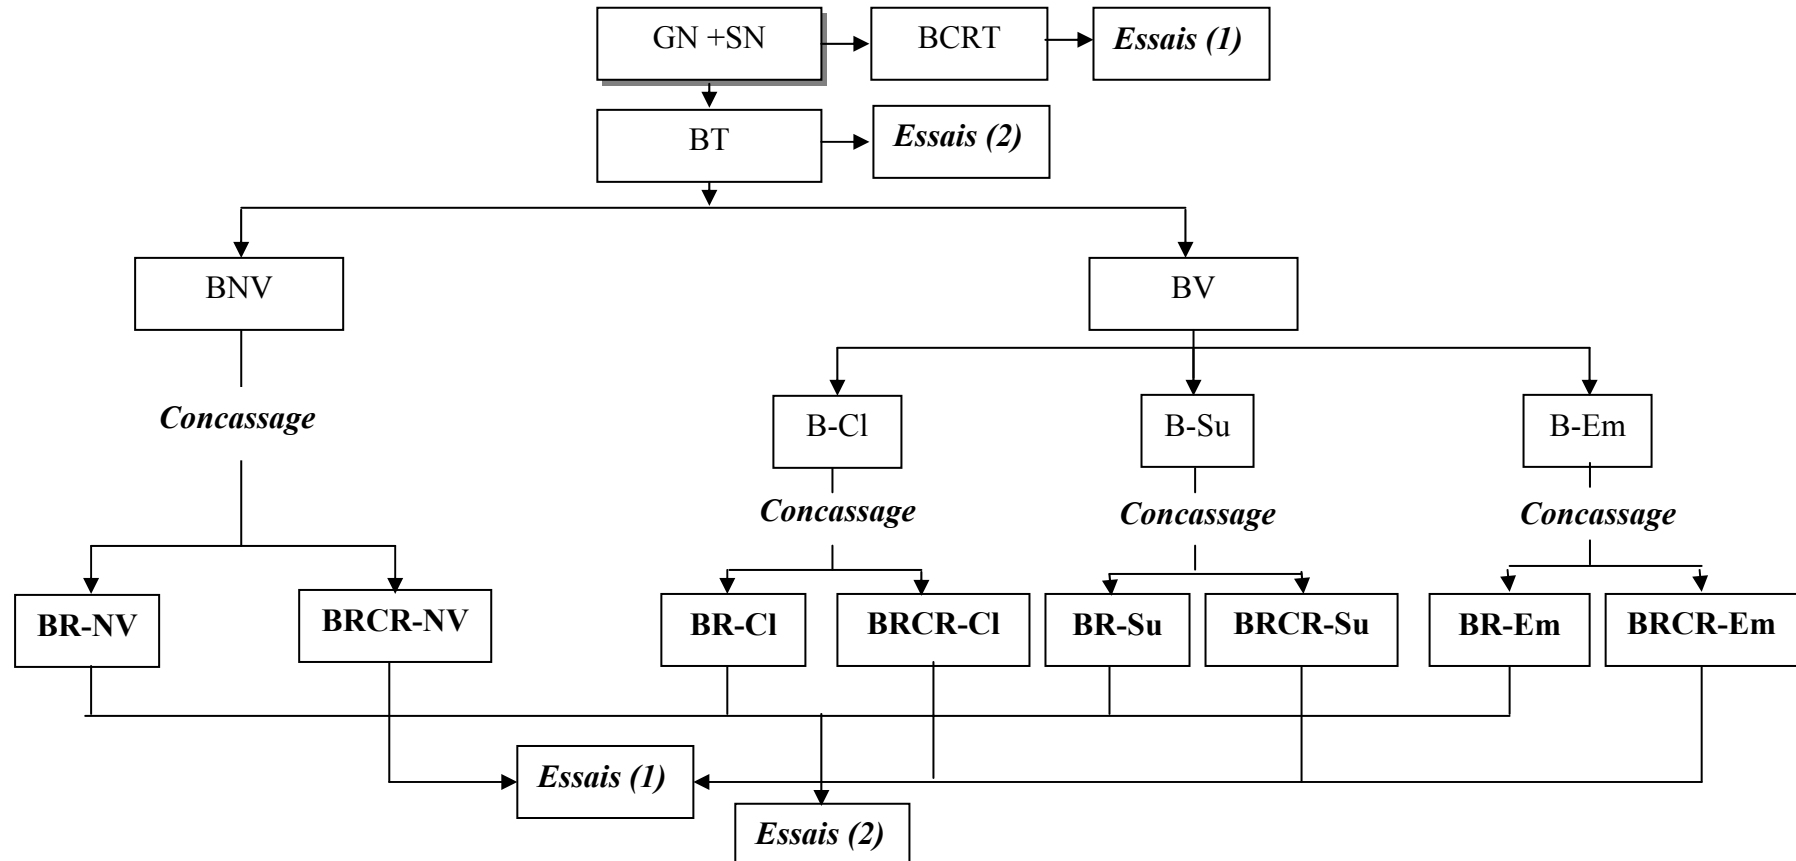 GN +SN
BCRT
Essais (1)
BT
Essais (2)
BNV
BV
Concassage
B-Cl
B-Su
B-Em
Concassage
Concassage
Concassage
BR-NV
BRCR-NV
BR-Cl
BRCR-Cl
BR-Su
BRCR-Su
BR-Em
BRCR-Em
Essais (1)
Essais (2)